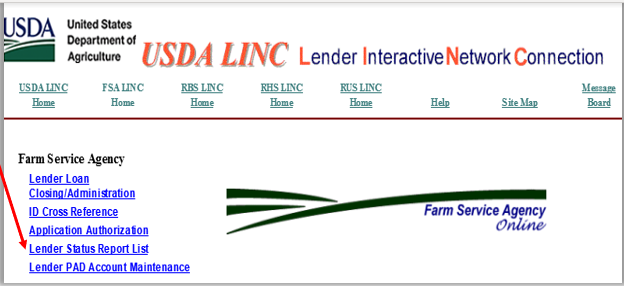 USDA
United States
Department of
Agriculture
USDA LINC Lender Interactive Network Connection
USDA LINC
Home
FSA LINC
Home
RBS LINC
Home
RHS LINC
Home
RUS LINC
Home
Help
Site Map
Message
Board
Farm Service Agency
Lender Loan
Closing/Administration
ID Cross Reference
Application Authorization
Lender Status Report List
Lender PAD Account Maintenance
Farm Service Agency
Online